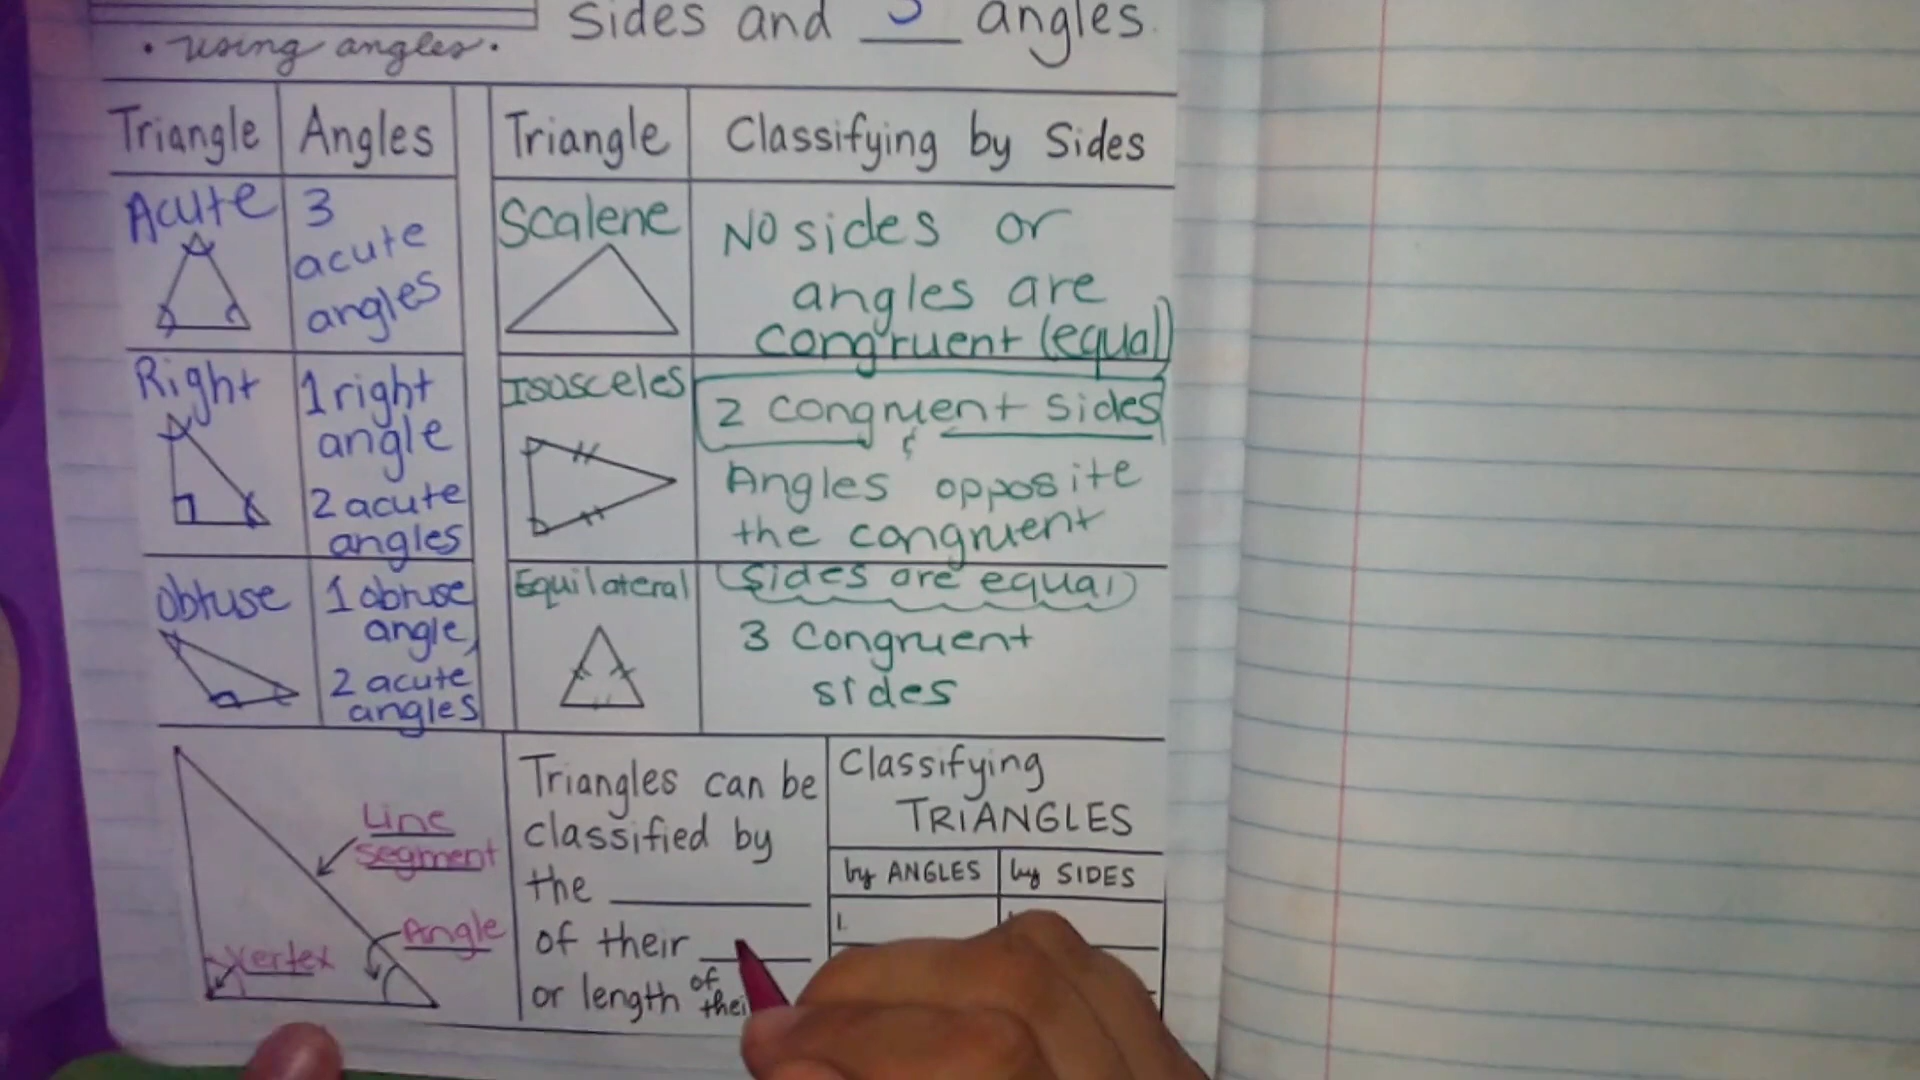 sides and 3 angles.
• using angles •
Triangle
Angles
Triangle
Classifying by Sides
Acute
3
acute
angles
Scalene
No sides or
angles are
congruent (equal)
Right
1 right
angle
2 acute
angles
Isosceles
2 congruent sides
&
Angles opposite
the congruent
sides are equal
Obtuse
1 obtuse
angle,
2 acute
angles
Equilateral
3 congruent
sides
Line
segment
Angle
Vertex
Triangles can be
classified by
the ____
of their ____
or length of
their
Classifying
TRIANGLES
by ANGLES
by SIDES
1.